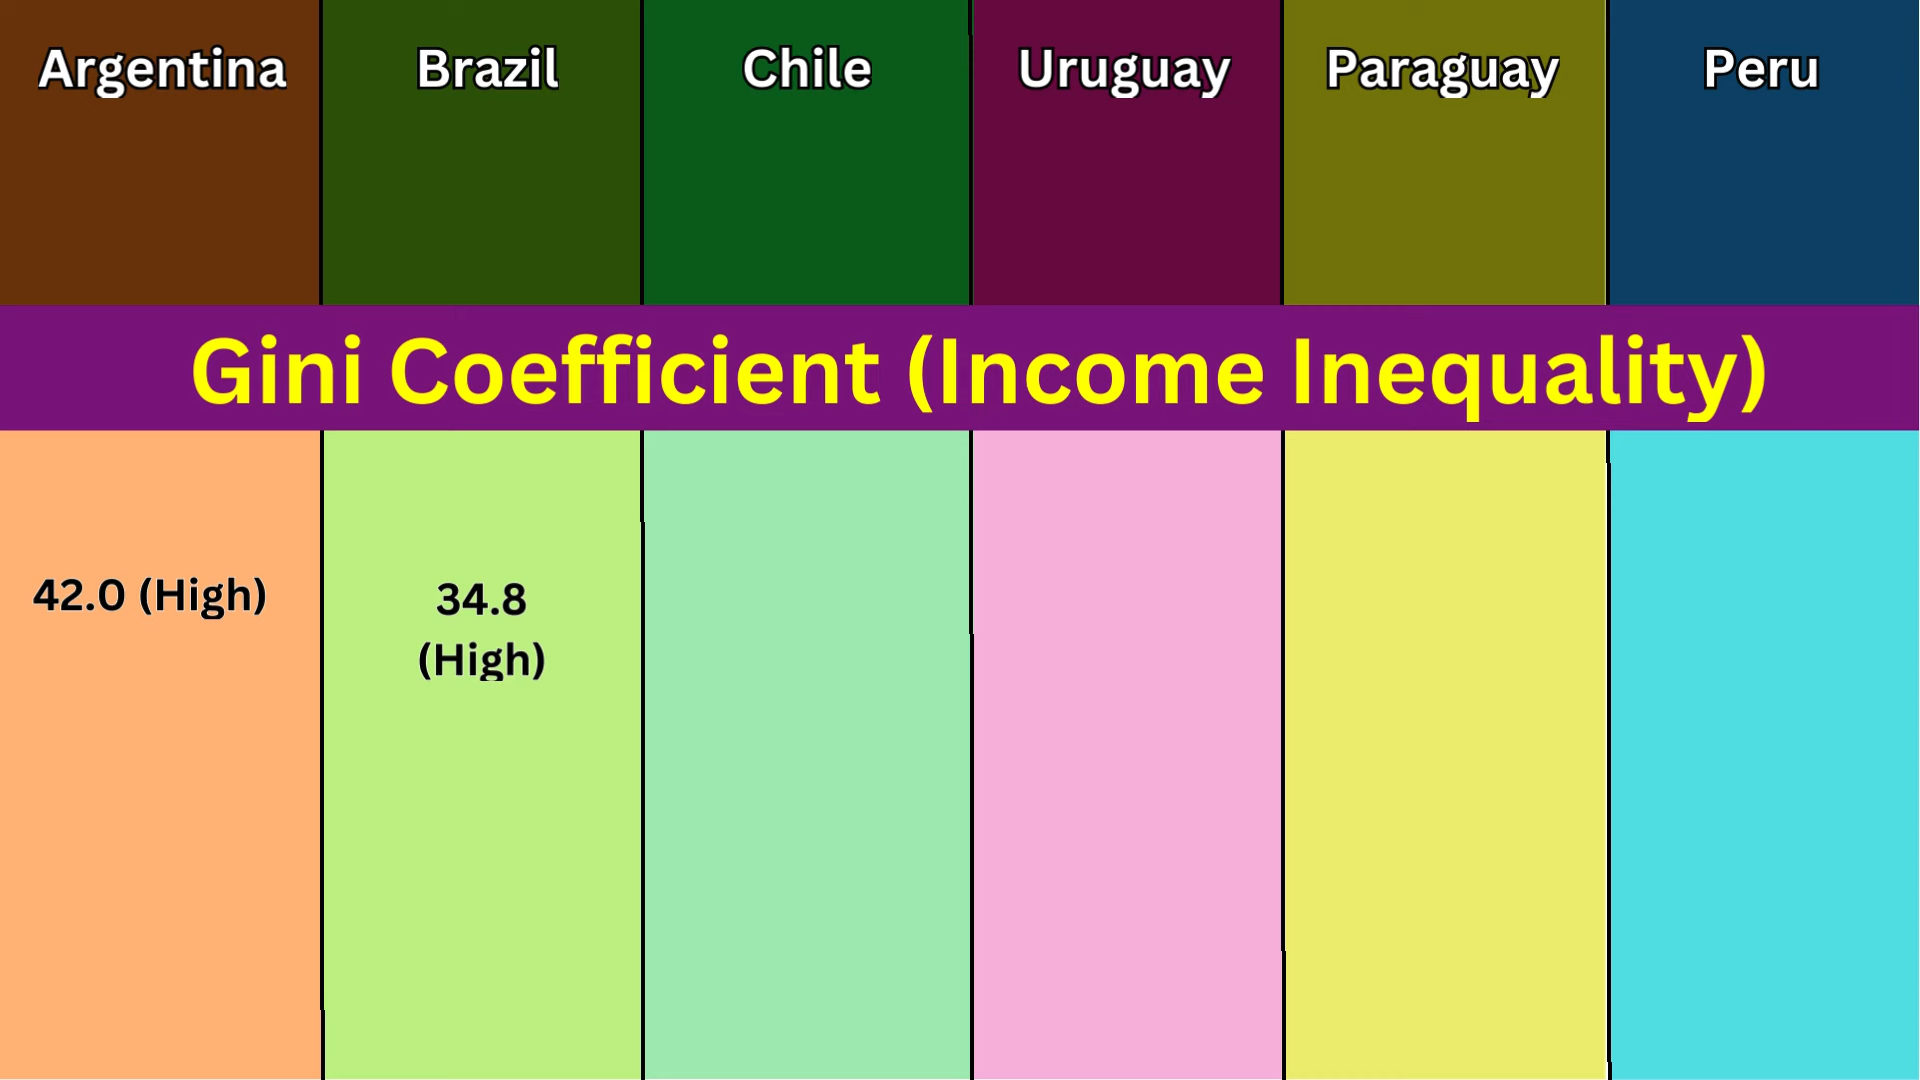 Argentina
Brazil
Chile
Uruguay
Paraguay
Peru
Gini Coefficient (Income Inequality)
42.0 (High)
34.8
(High)